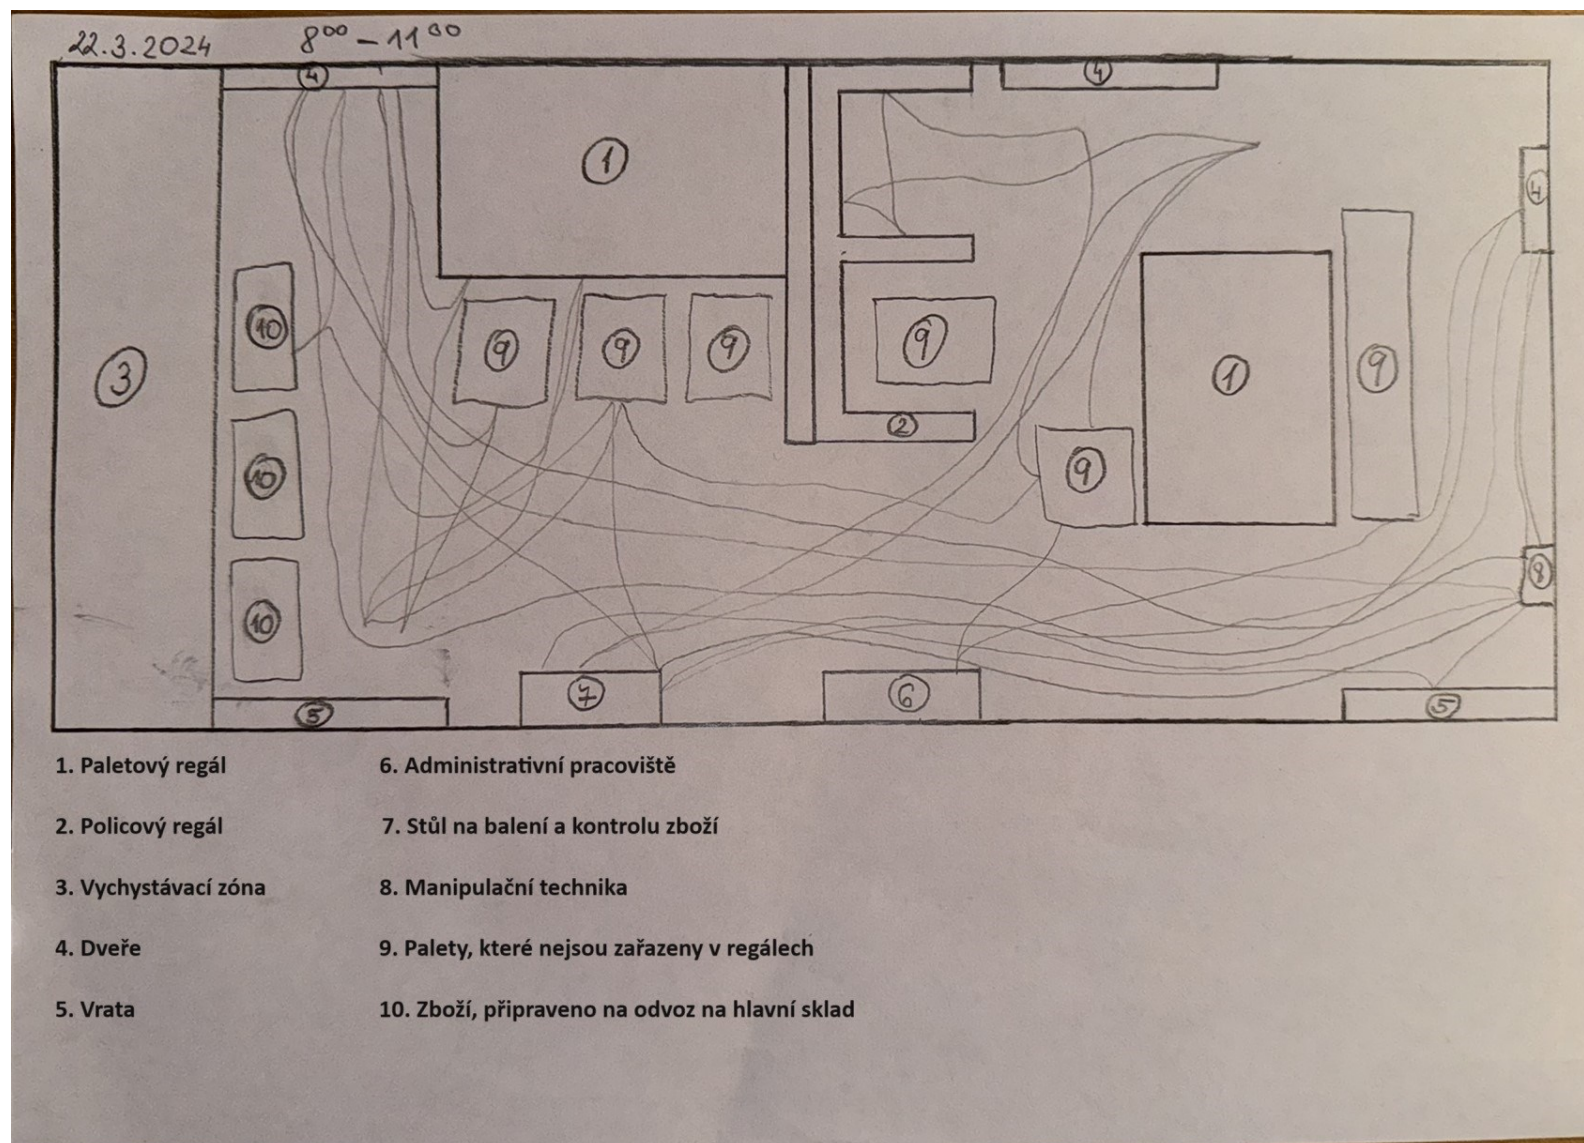 22.3.2024 8⁰⁰ - 11³⁰
4 4
1
4
10 9 9 9 9 1 9
3
2
10 9
8
10
7 6
5 5
1. Paletový regál
2. Policový regál
3. Vychystávací zóna
4. Dveře
5. Vrata
6. Administrativní pracoviště
7. Stůl na balení a kontrolu zboží
8. Manipulační technika
9. Palety, které nejsou zařazeny v regálech
10. Zboží, připraveno na odvoz na hlavní sklad